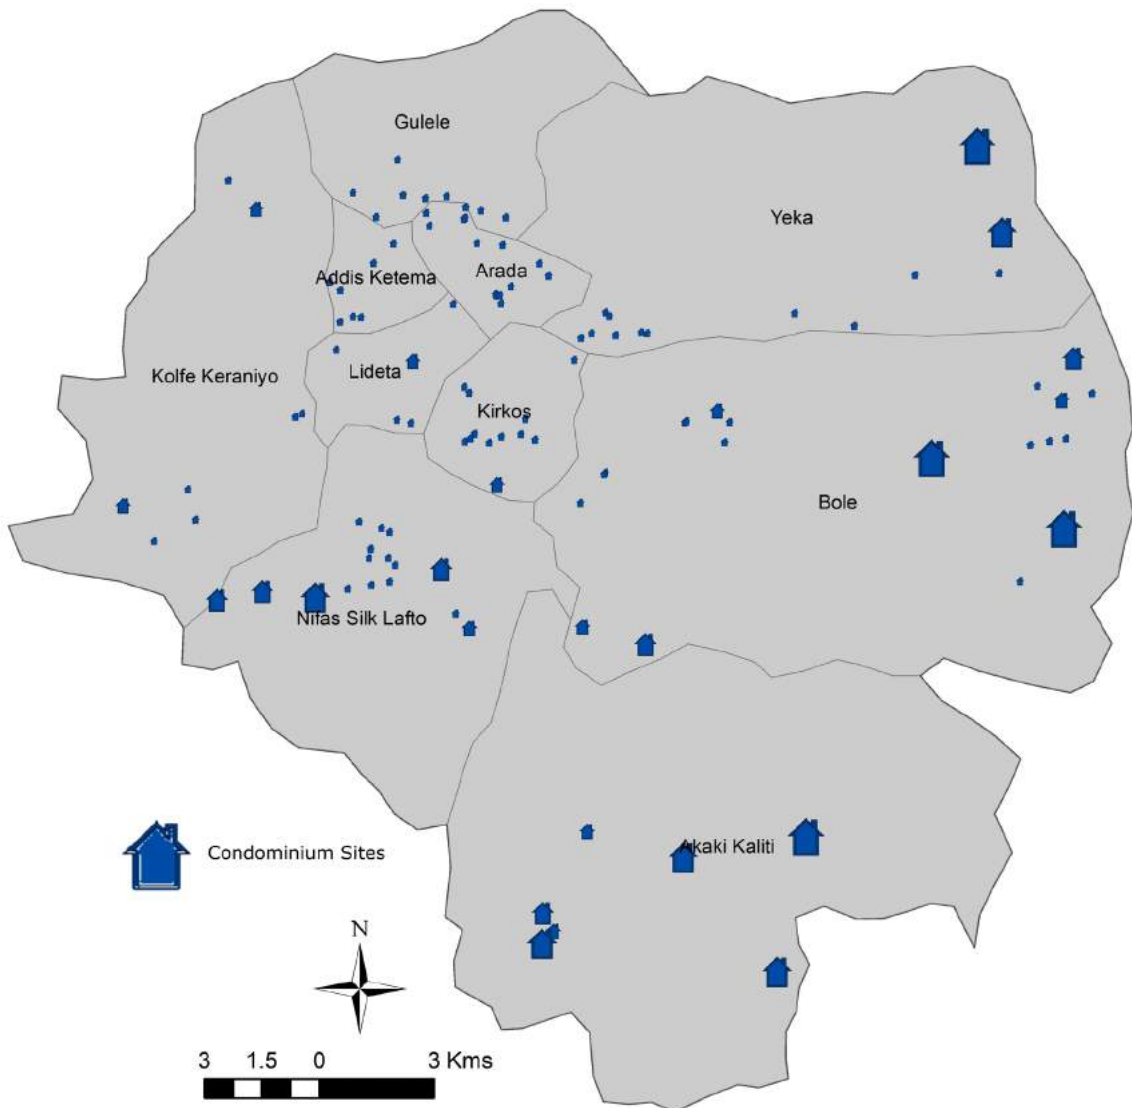 Gulele
Yeka
Addis Ketema
Arada
Kolfe Keraniyo
Lideta
Kirkos
Bole
Nifas Silk Lafto
Akaki Kaliti
Condominium Sites
N
3 1.5 0 3 Kms